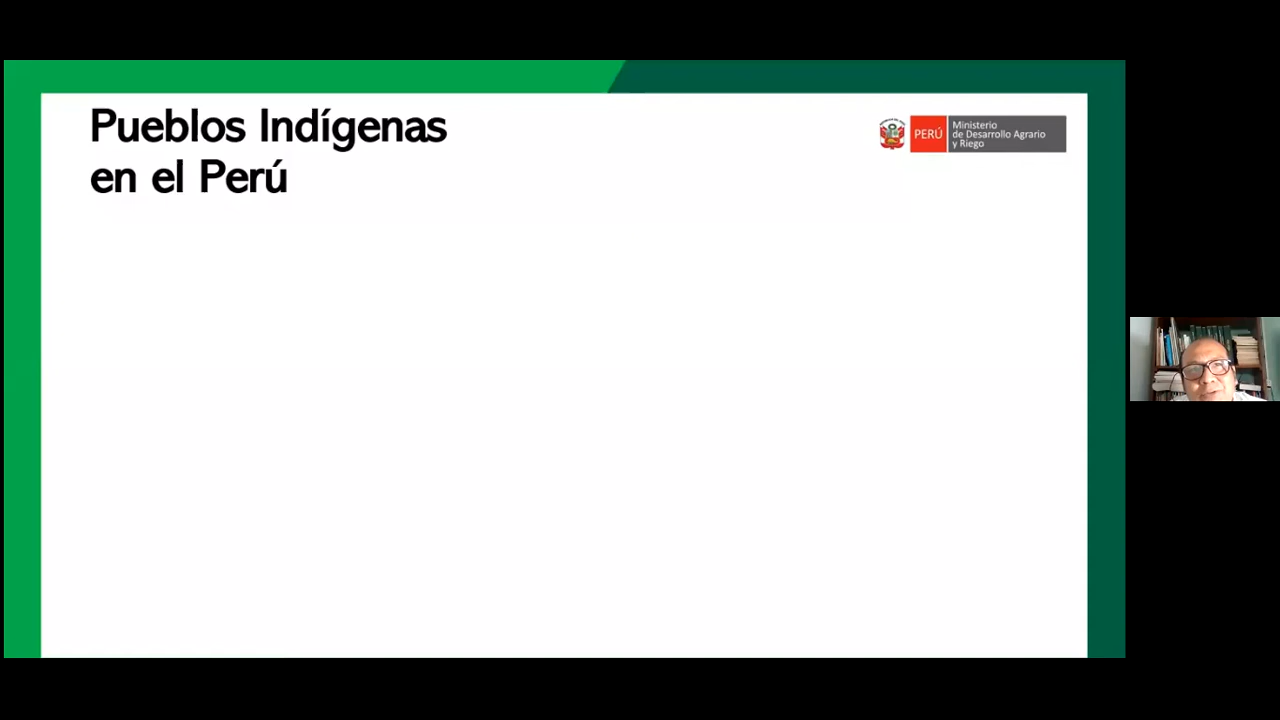 Pueblos Indígenas
en el Perú
PERÚ
Ministerio
de Desarrollo Agrario
y Riego